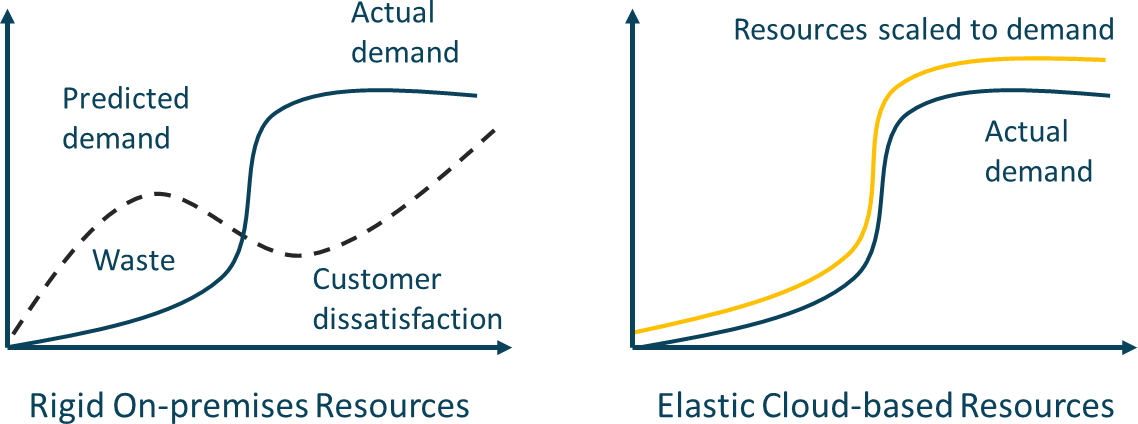 Actual
demand
Predicted
demand
Waste
Customer
dissatisfaction
Rigid On-premises Resources
Resources scaled to demand
Actual
demand
Elastic Cloud-based Resources